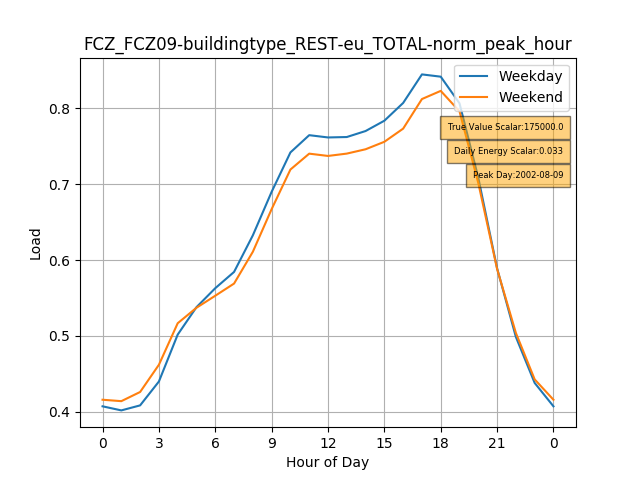 FCZ_FCZ09-buildingtype_REST-eu_TOTAL-norm_peak_hour
Weekday
Weekend
True Value Scalar:175000.0
Daily Energy Scalar:0.033
Peak Day:2002-08-09
Load
0.8
0.7
0.6
0.5
0.4
0 3 6 9 12 15 18 21 0
Hour of Day